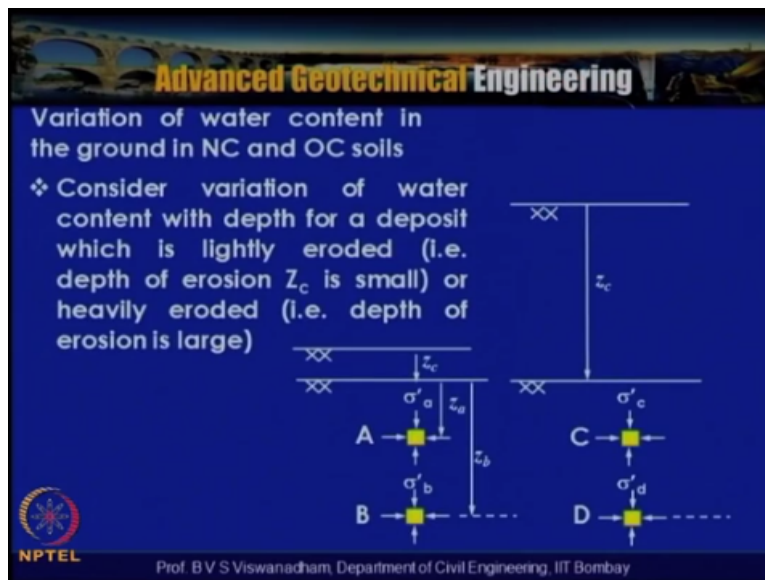 Advanced Geotechnical Engineering
Variation of water content in
the ground in NC and OC soils
❖ Consider variation of water
content with depth for a deposit
which is lightly eroded (i.e.
depth of erosion Zc is small) or
heavily eroded (i.e. depth of
erosion is large)
zc
zc
σ'a
za
σ'c
A
C
zb
σ'b
σ'd
B
D
NPTEL
Prof. B V S Viswanadham, Department of Civil Engineering, IIT Bombay